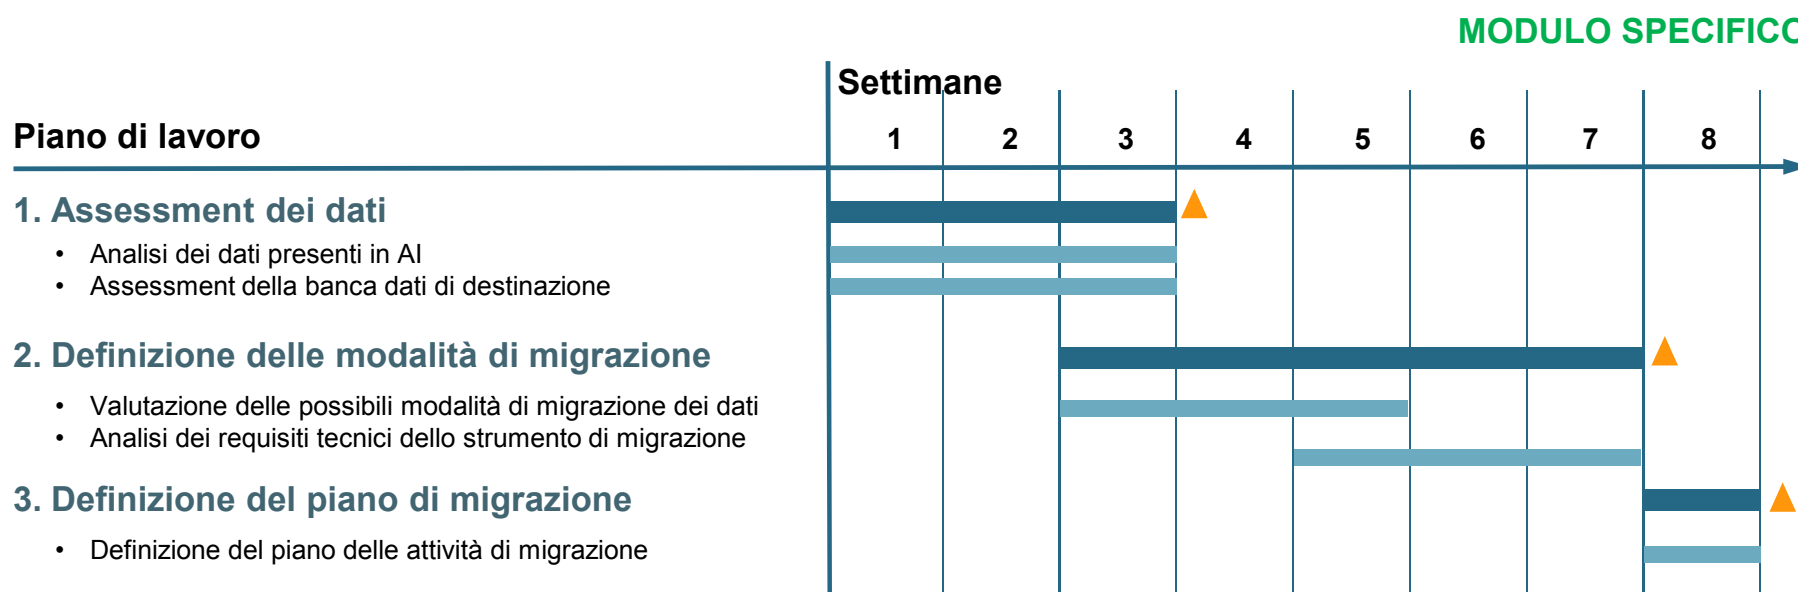 MODULO SPECIFICO
Settimane
Piano di lavoro
1 2 3 4 5 6 7 8
1. Assessment dei dati
• Analisi dei dati presenti in AI
• Assessment della banca dati di destinazione
2. Definizione delle modalità di migrazione
• Valutazione delle possibili modalità di migrazione dei dati
• Analisi dei requisiti tecnici dello strumento di migrazione
3. Definizione del piano di migrazione
• Definizione del piano delle attività di migrazione